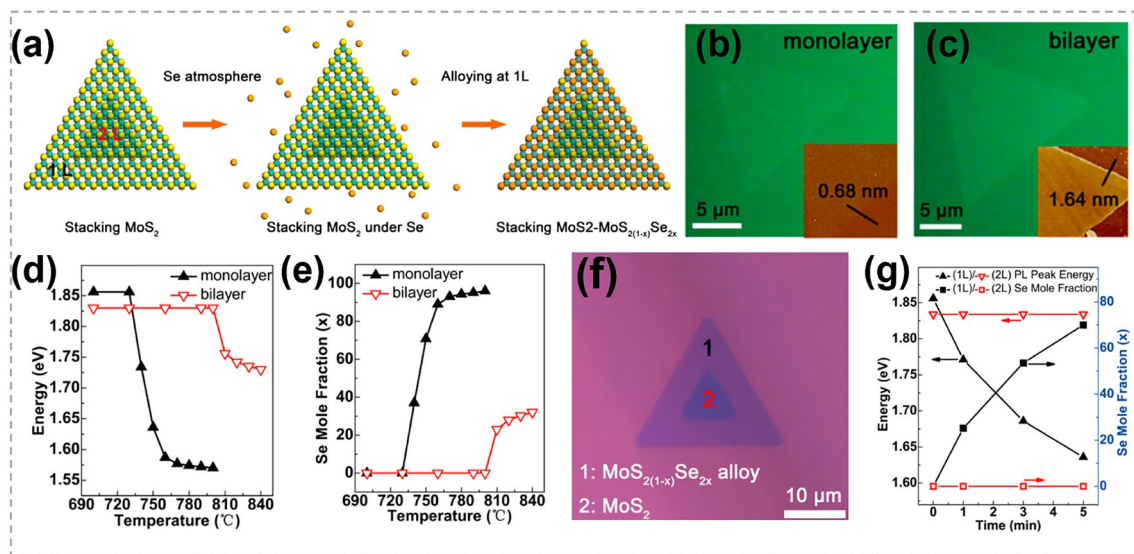 (a)
Se atmosphere
Alloying at 1L
2 L
1 L
Stacking MoS2
Stacking MoS2 under Se
Stacking MoS2-MoS2(1-x)Se2x
(b)
monolayer
0.68 nm
5 μm
(c)
bilayer
1.64 nm
5 μm
(d)
monolayer
bilayer
1.85
1.80
1.75
1.70
1.65
1.60
1.55
Energy (eV)
690 720 750 780 810 840
Temperature (℃)
(e)
monolayer
bilayer
100
80
60
40
20
0
Se Mole Fraction (x)
690 720 750 780 810 840
Temperature (℃)
(f)
1
2
1: MoS2(1-x)Se2x alloy
2: MoS2
10 μm
(g)
(1L)/ (2L) PL Peak Energy
(1L)/ (2L) Se Mole Fraction
1.85
1.80
1.75
1.70
1.65
1.60
Energy (eV)
80
60
40
20
0
Se Mole Fraction (x)
0 1 2 3 4 5
Time (min)